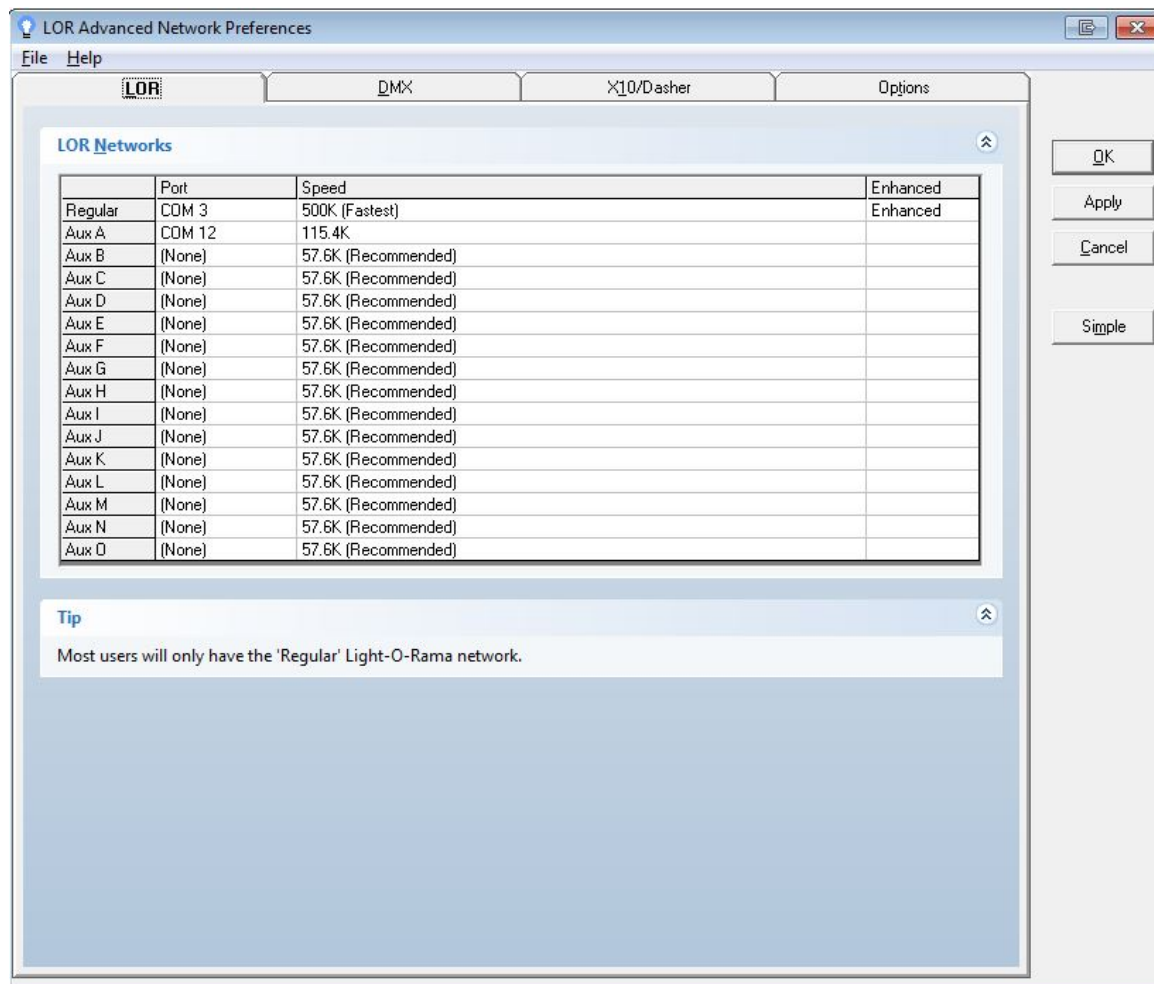 LOR Advanced Network Preferences
File Help
LOR DMX X10/Dasher Options
LOR Networks
Port Speed Enhanced
Regular COM 3 500K (Fastest) Enhanced
Aux A COM 12 115.4K
Aux B (None) 57.6K (Recommended)
Aux C (None) 57.6K (Recommended)
Aux D (None) 57.6K (Recommended)
Aux E (None) 57.6K (Recommended)
Aux F (None) 57.6K (Recommended)
Aux G (None) 57.6K (Recommended)
Aux H (None) 57.6K (Recommended)
Aux I (None) 57.6K (Recommended)
Aux J (None) 57.6K (Recommended)
Aux K (None) 57.6K (Recommended)
Aux L (None) 57.6K (Recommended)
Aux M (None) 57.6K (Recommended)
Aux N (None) 57.6K (Recommended)
Aux O (None) 57.6K (Recommended)
Tip
Most users will only have the 'Regular' Light-O-Rama network.
OK
Apply
Cancel
Simple